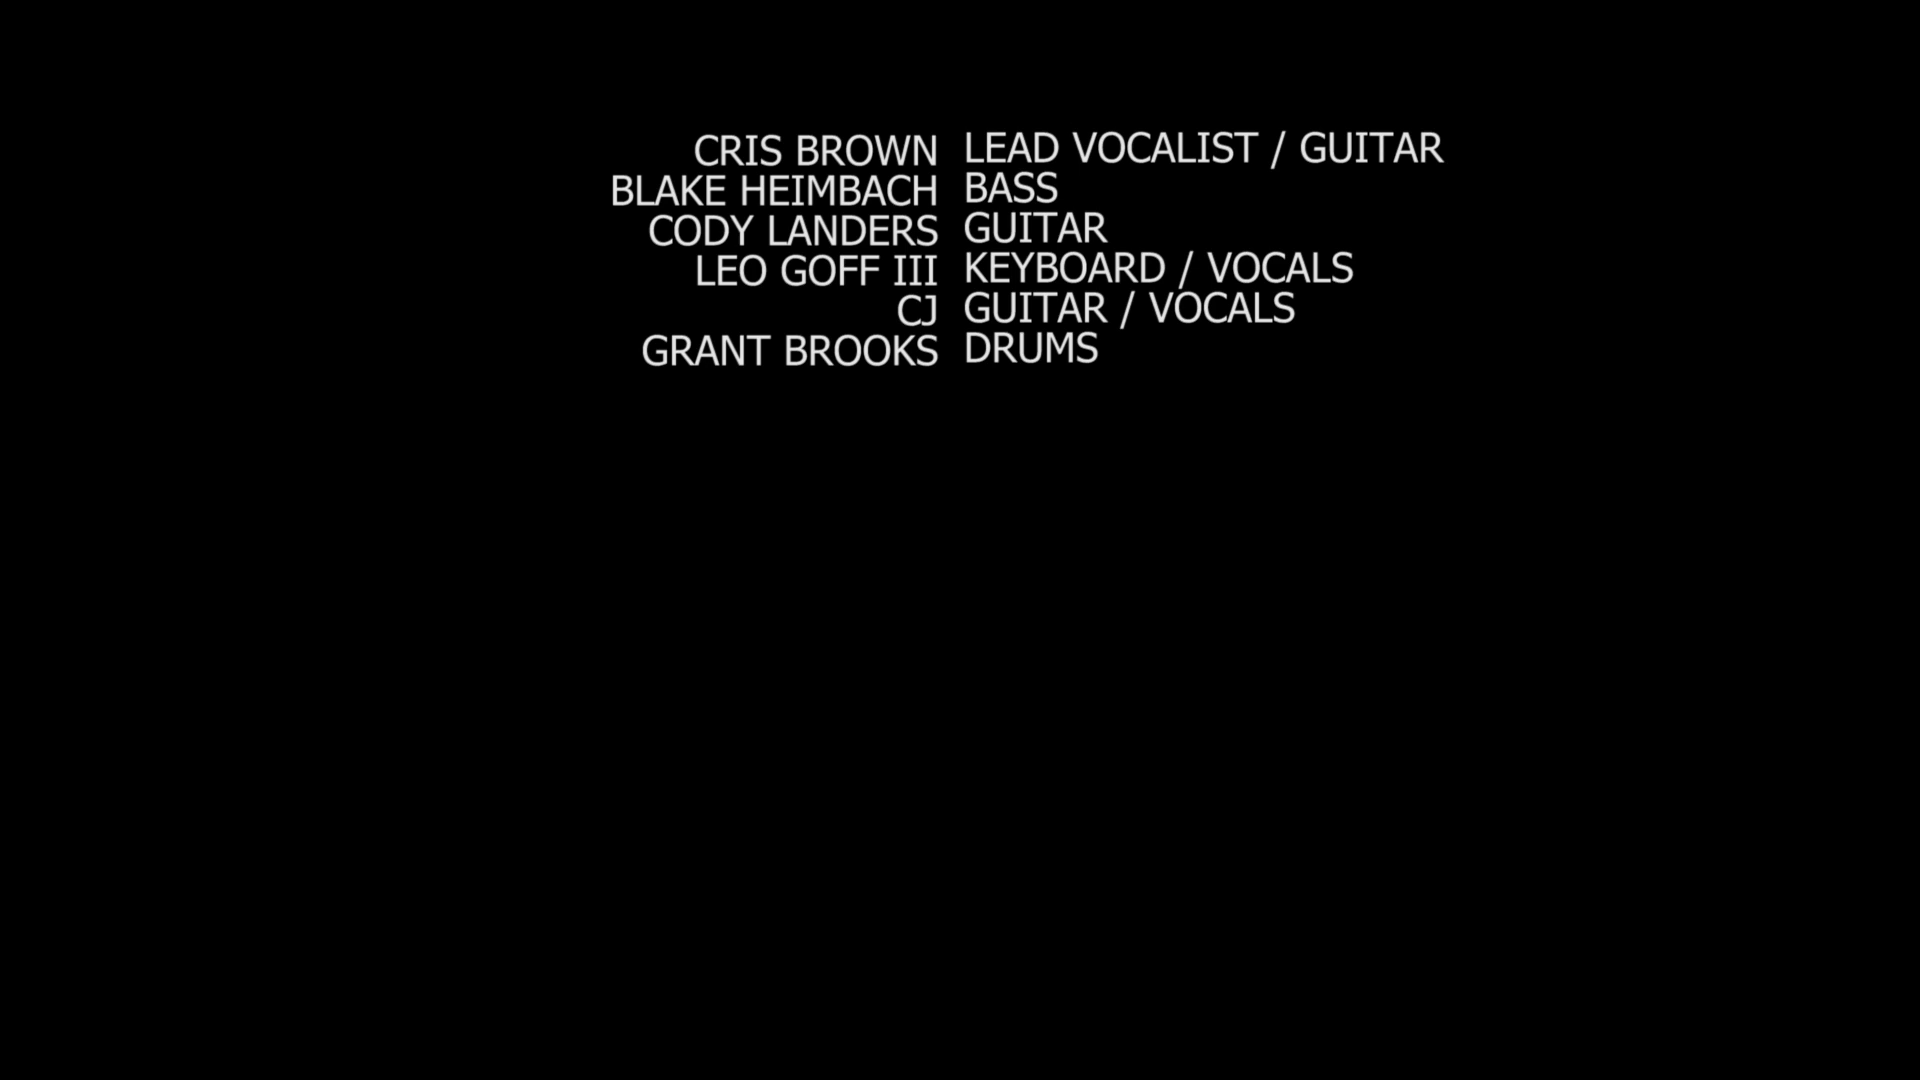 CRIS BROWN LEAD VOCALIST / GUITAR
BLAKE HEIMBACH BASS
CODY LANDERS GUITAR
LEO GOFF III KEYBOARD / VOCALS
CJ GUITAR / VOCALS
GRANT BROOKS DRUMS